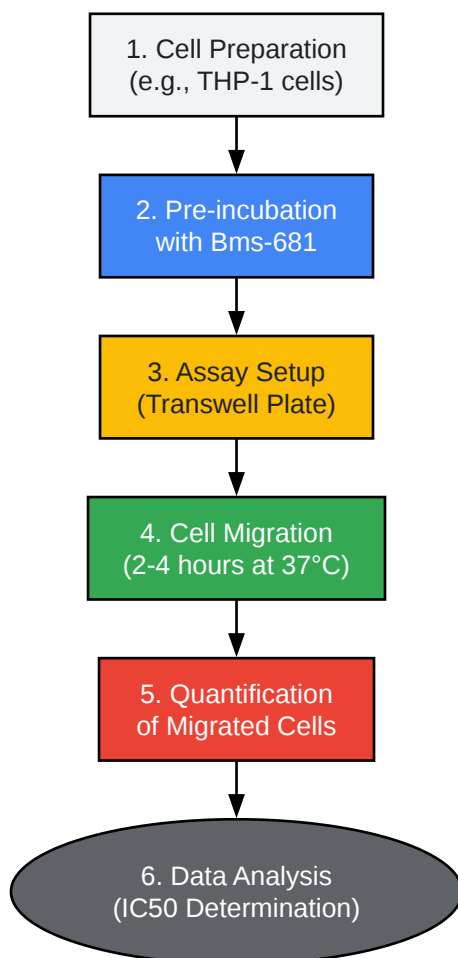 1. Cell Preparation
(e.g., THP-1 cells)
2. Pre-incubation
with Bms-681
3. Assay Setup
(Transwell Plate)
4. Cell Migration
(2-4 hours at 37°C)
5. Quantification
of Migrated Cells
6. Data Analysis
(IC50 Determination)